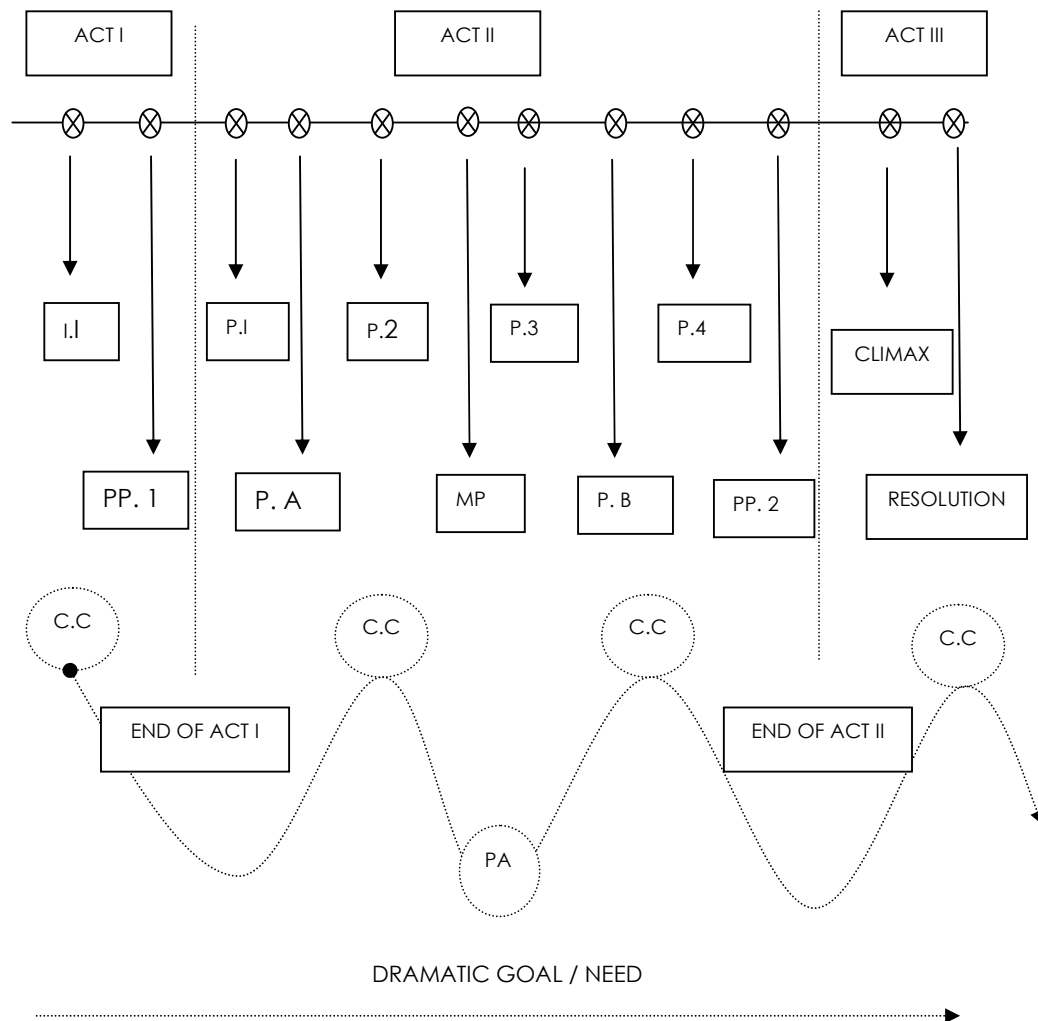 ACT I
ACT II
ACT III
I.I
P.I
P.2
P.3
P.4
CLIMAX
PP. 1
P. A
MP
P. B
PP. 2
RESOLUTION
C.C
C.C
C.C
C.C
END OF ACT I
END OF ACT II
PA
DRAMATIC GOAL / NEED